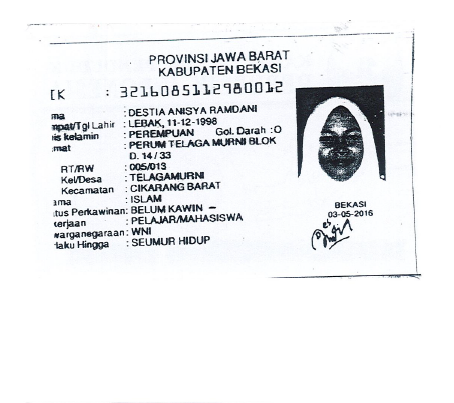 PROVINSI JAWA BARAT
KABUPATEN BEKASI
IK : 3216085112980012
ma : DESTIA ANISYA RAMDANI
mpat/Tgl Lahir : LEBAK, 11-12-1998
is kelamin : PEREMPUAN Gol. Darah :O
mat : PERUM TELAGA MURNI BLOK
D. 14 / 33
RT/RW : 005/013
Kel/Desa : TELAGAMURNI
Kecamatan : CIKARANG BARAT
ama : ISLAM
tus Perkawinan: BELUM KAWIN
kerjaan : PELAJAR/MAHASISWA
warganegaraan: WNI
laku Hingga : SEUMUR HIDUP
BEKASI
03-05-2016